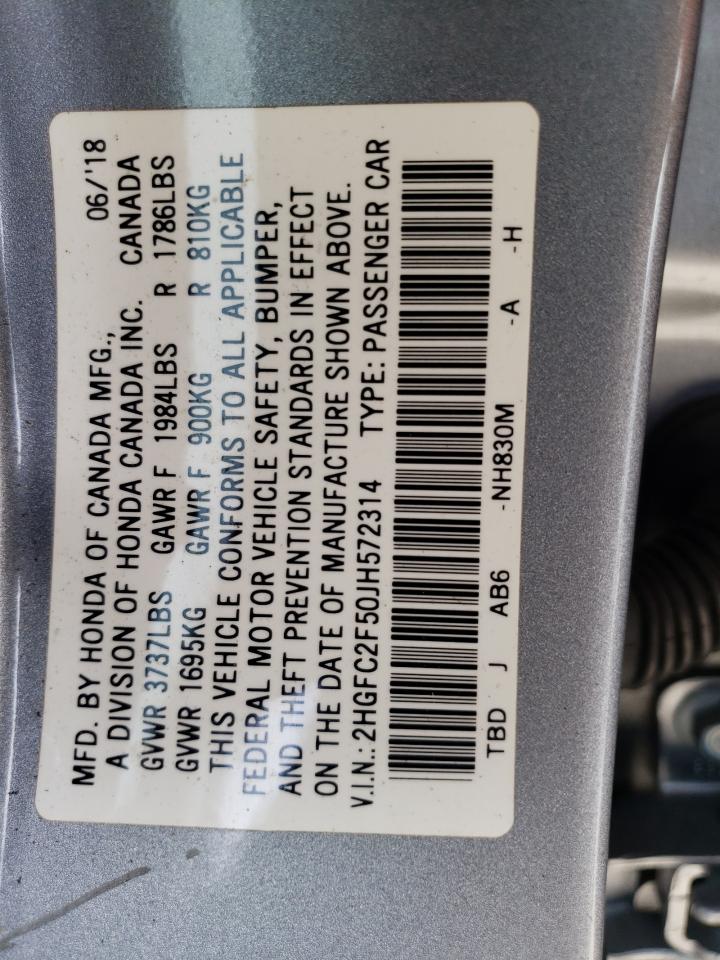 MFD. BY HONDA OF CANADA MFG., 06/'18
A DIVISION OF HONDA CANADA INC. CANADA
GVWR 3737LBS GAWR F 1984LBS R 1786LBS
GVWR 1695KG GAWR F 900KG R 810KG
THIS VEHICLE CONFORMS TO ALL APPLICABLE
FEDERAL MOTOR VEHICLE SAFETY, BUMPER,
AND THEFT PREVENTION STANDARDS IN EFFECT
ON THE DATE OF MANUFACTURE SHOWN ABOVE.
V.I.N.: 2HGFC2F50JH572314 TYPE: PASSENGER CAR
TBD J AB6 -NH830M -A -H